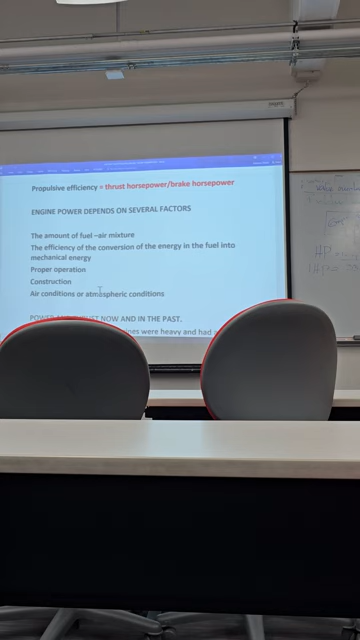 Propulsive efficiency = thrust horsepower/brake horsepower
ENGINE POWER DEPENDS ON SEVERAL FACTORS
The amount of fuel –air mixture
The efficiency of the conversion of the energy in the fuel into
mechanical energy
Proper operation
Construction
Air conditions or atmospheric conditions
NOW AND IN THE PAST.
were heavy and had
HP